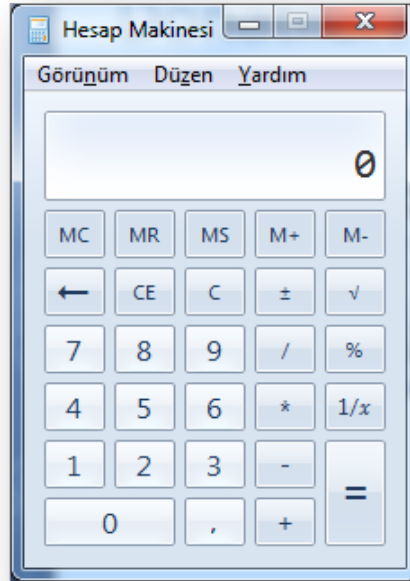 Hesap Makinesi
Görünüm Düzen Yardım
0
MC MR MS M+ M-
← CE C ± √
7 8 9 / %
4 5 6 * 1/x
1 2 3 - =
0 , +